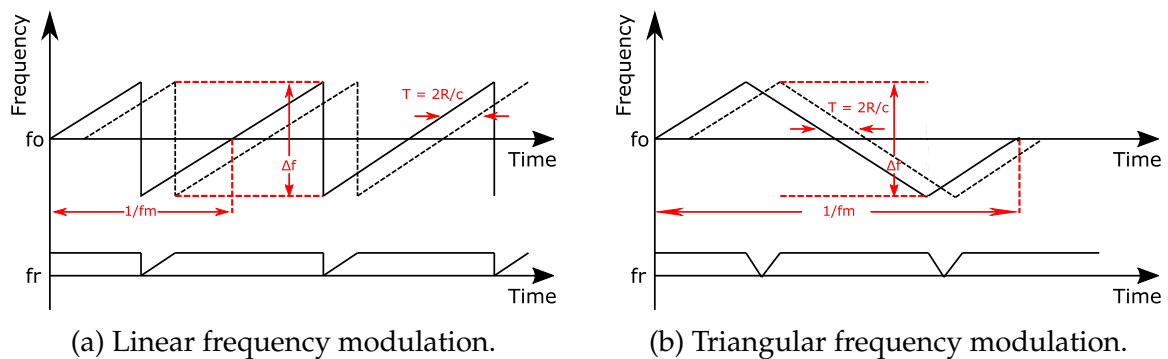 Frequency
T = 2R/c
fo
Time
Δf
1/fm
fr
Time
(a) Linear frequency modulation.
Frequency
T = 2R/c
fo
Time
Δf
1/fm
fr
Time
(b) Triangular frequency modulation.